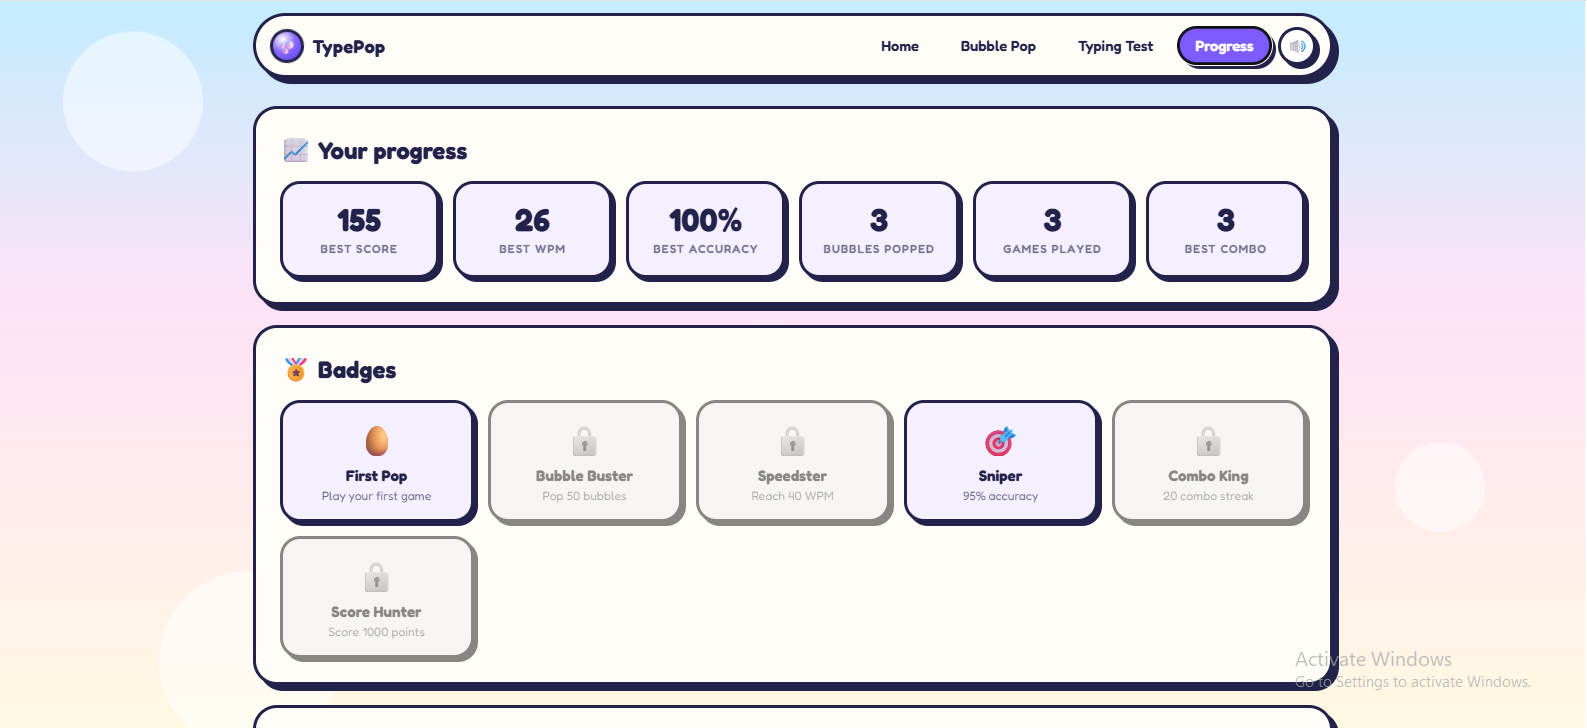 TypePop
Home Bubble Pop Typing Test Progress
Your progress
155 26 100% 3 3 3
BEST SCORE BEST WPM BEST ACCURACY BUBBLES POPPED GAMES PLAYED BEST COMBO
Badges
First Pop Bubble Buster Speedster Sniper Combo King
Play your first game Pop 50 bubbles Reach 40 WPM 95% accuracy 20 combo streak
Score Hunter
Score 1000 points
Activate Windows
Go to Settings to activate Windows.